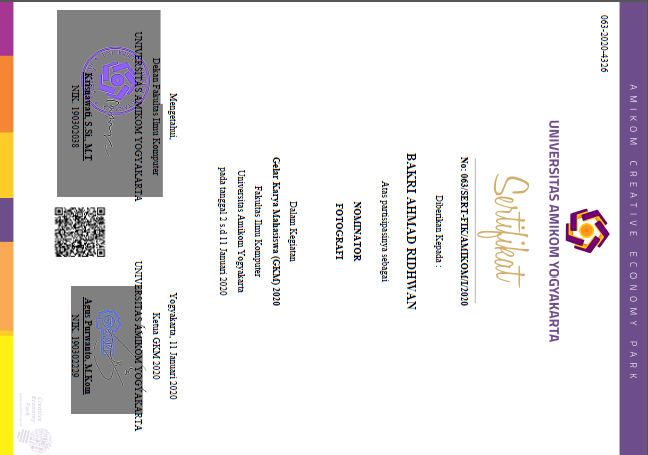 AMIKOM CREATIVE ECONOMY PARK
063-2020-4326
UNIVERSITAS AMIKOM YOGYAKARTA
Sertifikat
No: 063/SERT-FIK/AMIKOM/I/2020
Diberikan Kepada :
BAKRI AHMAD RIDHWAN
Atas partisipasinya sebagai
NOMINATOR
FOTOGRAFI
Dalam Kegiatan
Gelar Karya Mahasiswa (GKM) 2020
Fakultas Ilmu Komputer
Universitas Amikom Yogyakarta
pada tanggal 2 s.d 11 Januari 2020
Mengetahui,
Dekan Fakultas Ilmu Komputer
UNIVERSITAS AMIKOM YOGYAKARTA
Krisnawati, S.Si, M.T
NIK. 190302038
Yogyakarta, 11 Januari 2020
Ketua GKM 2020
UNIVERSITAS AMIKOM YOGYAKARTA
Agus Purwanto, M.Kom
NIK. 190302229
Creative
Economy
Park